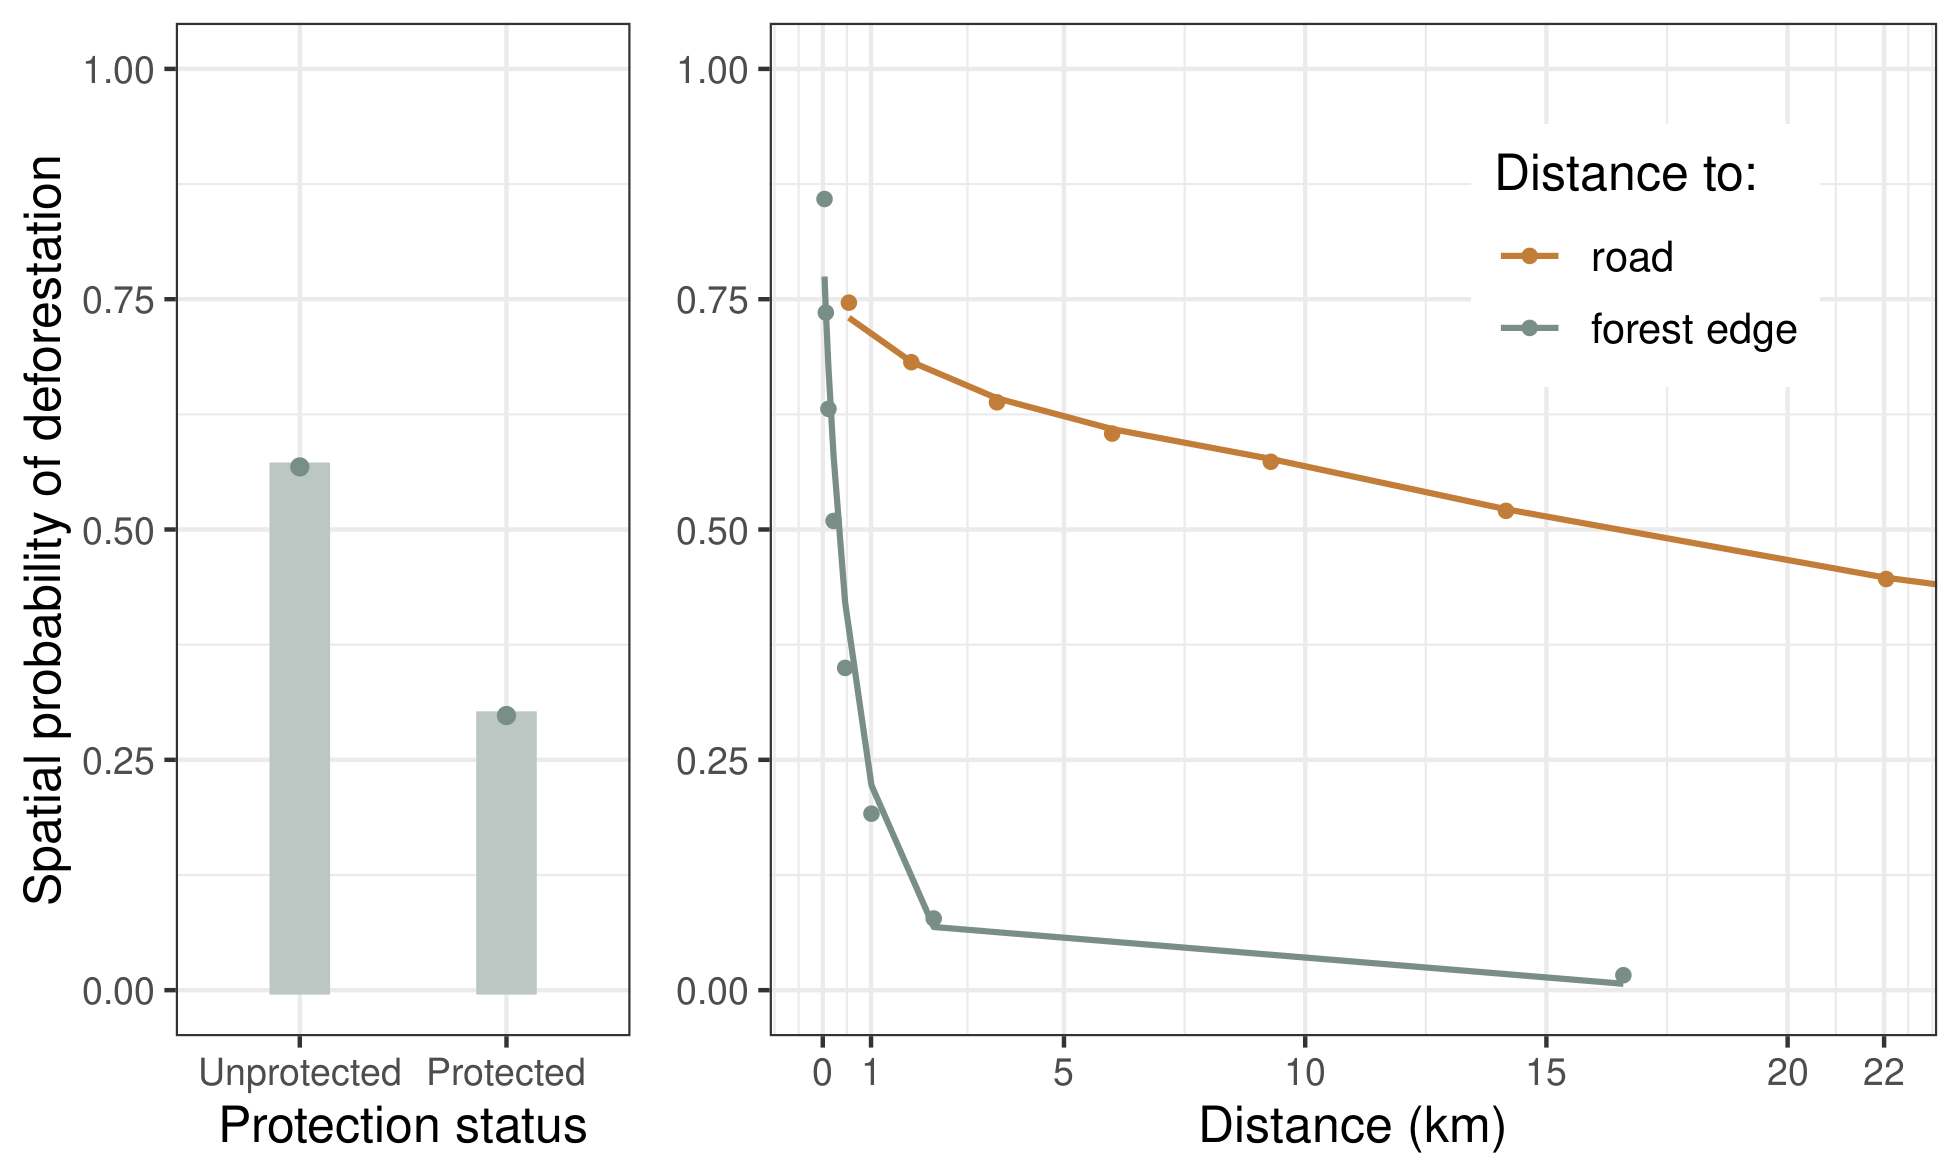 Spatial probability of deforestation
1.00
0.75
0.50
0.25
0.00
Unprotected Protected
Protection status
1.00
0.75
0.50
0.25
0.00
Distance to:
road
forest edge
0 1 5 10 15 20 22
Distance (km)